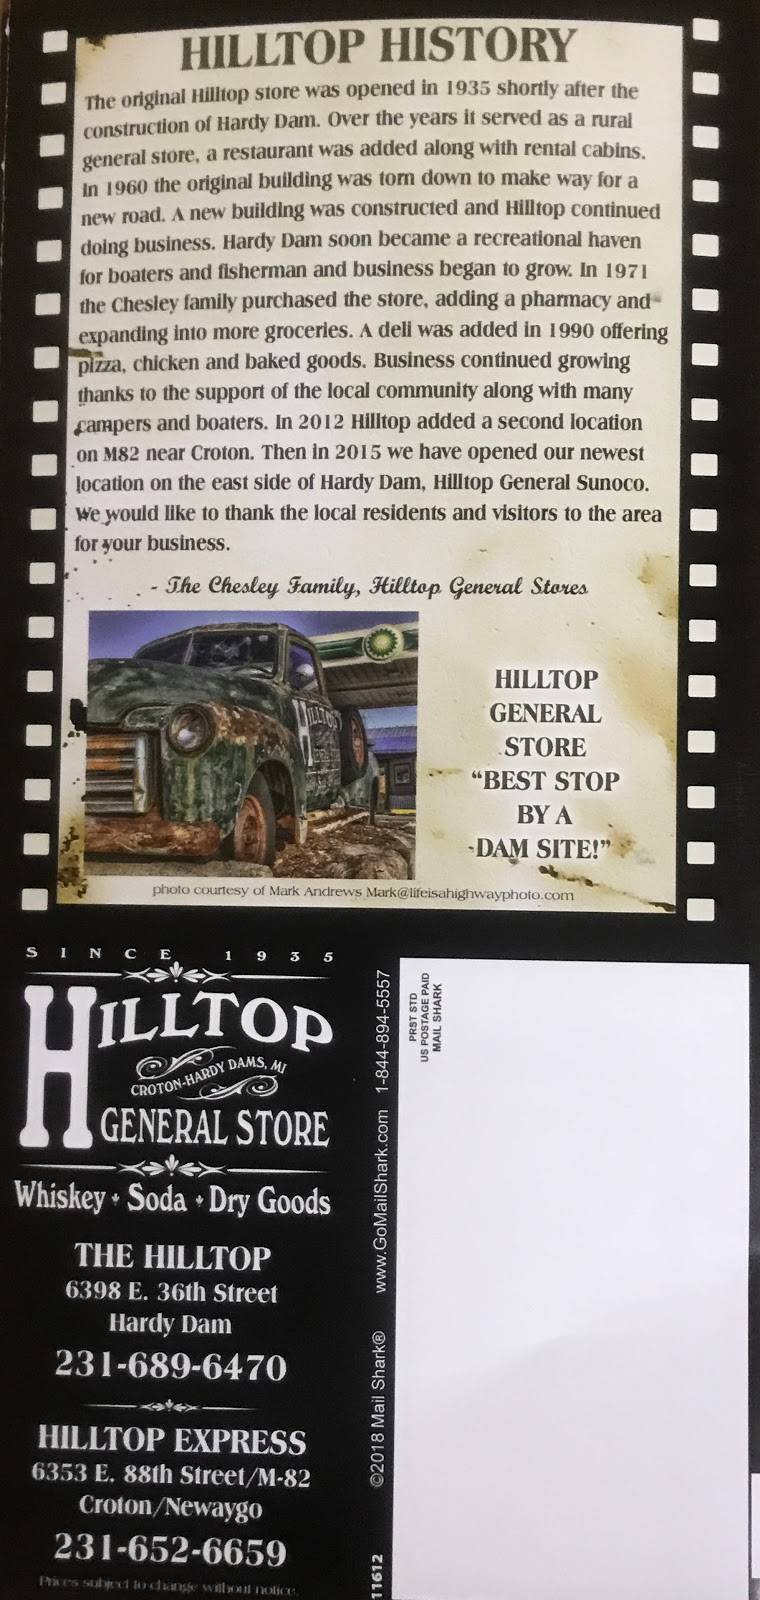 HILLTOP HISTORY
The original Hilltop store was opened in 1935 shortly after the
construction of Hardy Dam. Over the years it served as a rural
general store, a restaurant was added along with rental cabins.
In 1960 the original building was torn down to make way for a
new road. A new building was constructed and Hilltop continued
doing business. Hardy Dam soon became a recreational haven
for boaters and fisherman and business began to grow. In 1971
the Chesley family purchased the store, adding a pharmacy and
expanding into more groceries. A deli was added in 1990 offering
pizza, chicken and baked goods. Business continued growing
thanks to the support of the local community along with many
campers and boaters. In 2012 Hilltop added a second location
on M82 near Croton. Then in 2015 we have opened our newest
location on the east side of Hardy Dam, Hilltop General Sunoco.
We would like to thank the local residents and visitors to the area
for your business.
- The Chesley Family, Hilltop General Stores
HILLTOP
HILLTOP
GENERAL
STORE
"BEST STOP
BY A
DAM SITE!"
photo courtesy of Mark Andrews Mark@lifeisahighwayphoto.com
SINCE 1935
HILLTOP
CROTON-HARDY DAMS, MI
GENERAL STORE
Whiskey • Soda • Dry Goods
THE HILLTOP
6398 E. 36th Street
Hardy Dam
231-689-6470
HILLTOP EXPRESS
6353 E. 88th Street/M-82
Croton/Newaygo
231-652-6659
Prices subject to change without notice.
11612 ©2018 Mail Shark® www.GoMailShark.com 1-844-894-5557
PRST STD
US POSTAGE PAID
MAIL SHARK